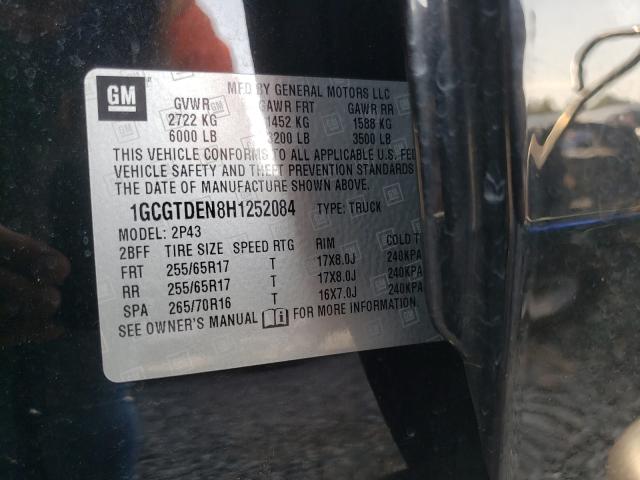 GM
MFD BY GENERAL MOTORS LLC
GVWR GAWR FRT GAWR RR
2722 KG 1452 KG 1588 KG
6000 LB 3200 LB 3500 LB
THIS VEHICLE CONFORMS TO ALL APPLICABLE U.S. FE
VEHICLE SAFETY AND THEFT PREVENTION STANDARDS
THE DATE OF MANUFACTURE SHOWN ABOVE.
1GCGTDEN8H1252084 TYPE: TRUCK
MODEL: 2P43
2BFF TIRE SIZE SPEED RTG RIM COLD T
FRT 255/65R17 T 17X8.0J 240KPA
RR 255/65R17 T 17X8.0J 240KPA
SPA 265/70R16 T 16X7.0J 240KPA
SEE OWNER'S MANUAL FOR MORE INFORMATION